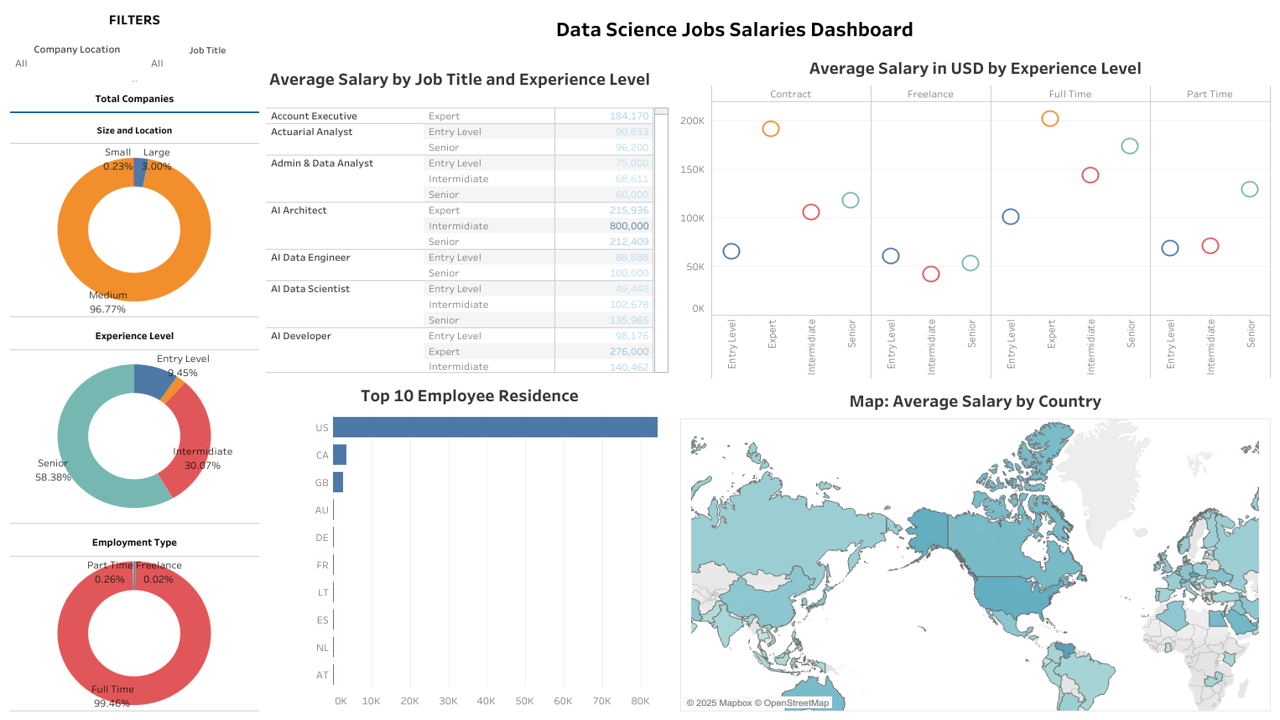 FILTERS
Company Location
Job Title
All
All
Total Companies
Size and Location
Small
0.23%
Large
3.00%
Medium
96.77%
Experience Level
Entry Level
9.45%
Intermidiate
30.07%
Senior
58.38%
Employment Type
Part Time
0.26%
Freelance
0.02%
Full Time
99.46%
Data Science Jobs Salaries Dashboard
Average Salary by Job Title and Experience Level
Account Executive Expert 184,170
Actuarial Analyst Entry Level 90,833
Senior 96,200
Admin & Data Analyst Entry Level 75,000
Intermidiate 68,611
Senior 60,000
AI Architect Expert 215,936
Intermidiate 800,000
Senior 212,409
AI Data Engineer Entry Level 88,888
Senior 100,000
AI Data Scientist Entry Level 49,448
Intermidiate 102,678
Senior 135,965
AI Developer Entry Level 98,176
Expert 276,000
Intermidiate 140,462
Average Salary in USD by Experience Level
Contract Freelance Full Time Part Time
200K
150K
100K
50K
0K
Entry Level
Expert
Intermidiate
Senior
Entry Level
Intermidiate
Senior
Entry Level
Expert
Intermidiate
Senior
Entry Level
Intermidiate
Senior
Top 10 Employee Residence
US
CA
GB
AU
DE
FR
LT
ES
NL
AT
0K 10K 20K 30K 40K 50K 60K 70K 80K
Map: Average Salary by Country
© 2025 Mapbox © OpenStreetMap